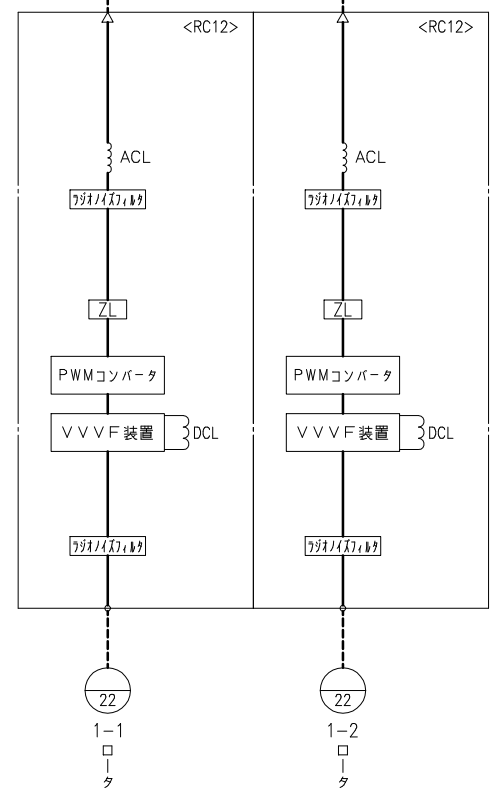 <RC12>
ACL
ラジオノイズフィルタ
ZL
PWMコンバータ
VVVF装置
DCL
ラジオノイズフィルタ
22
1-1
ロータ
<RC12>
ACL
ラジオノイズフィルタ
ZL
PWMコンバータ
VVVF装置
DCL
ラジオノイズフィルタ
22
1-2
ロータ